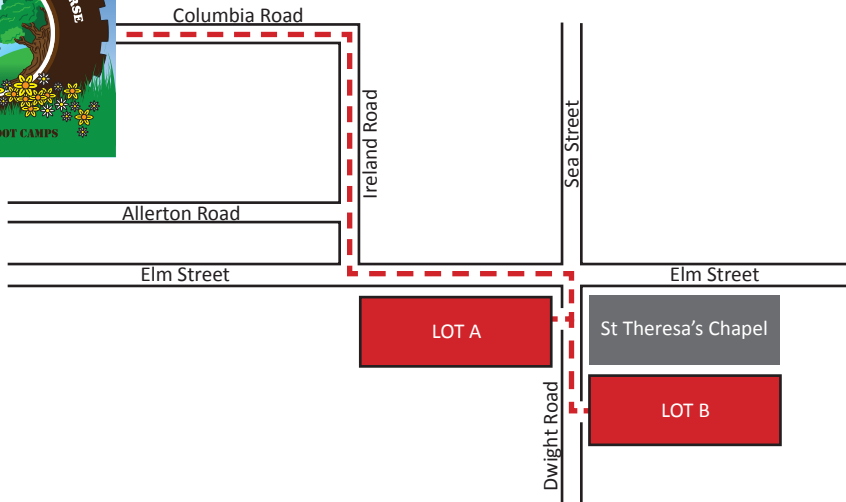 Columbia Road
RSE
OOT CAMPS
Ireland Road
Sea Street
Allerton Road
Elm Street
Elm Street
LOT A
St Theresa's Chapel
LOT B
Dwight Road